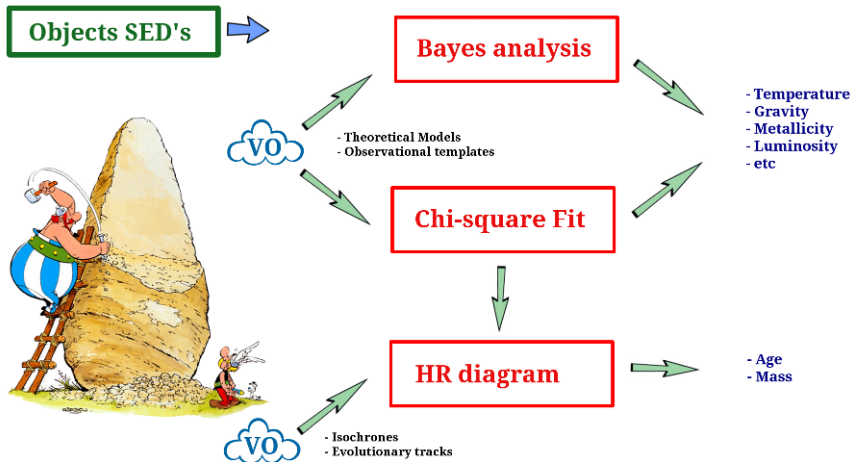 Objects SED's
Bayes analysis
VO
- Theoretical Models
- Observational templates
- Temperature
- Gravity
- Metallicity
- Luminosity
- etc
Chi-square Fit
HR diagram
- Age
- Mass
VO
- Isochrones
- Evolutionary tracks